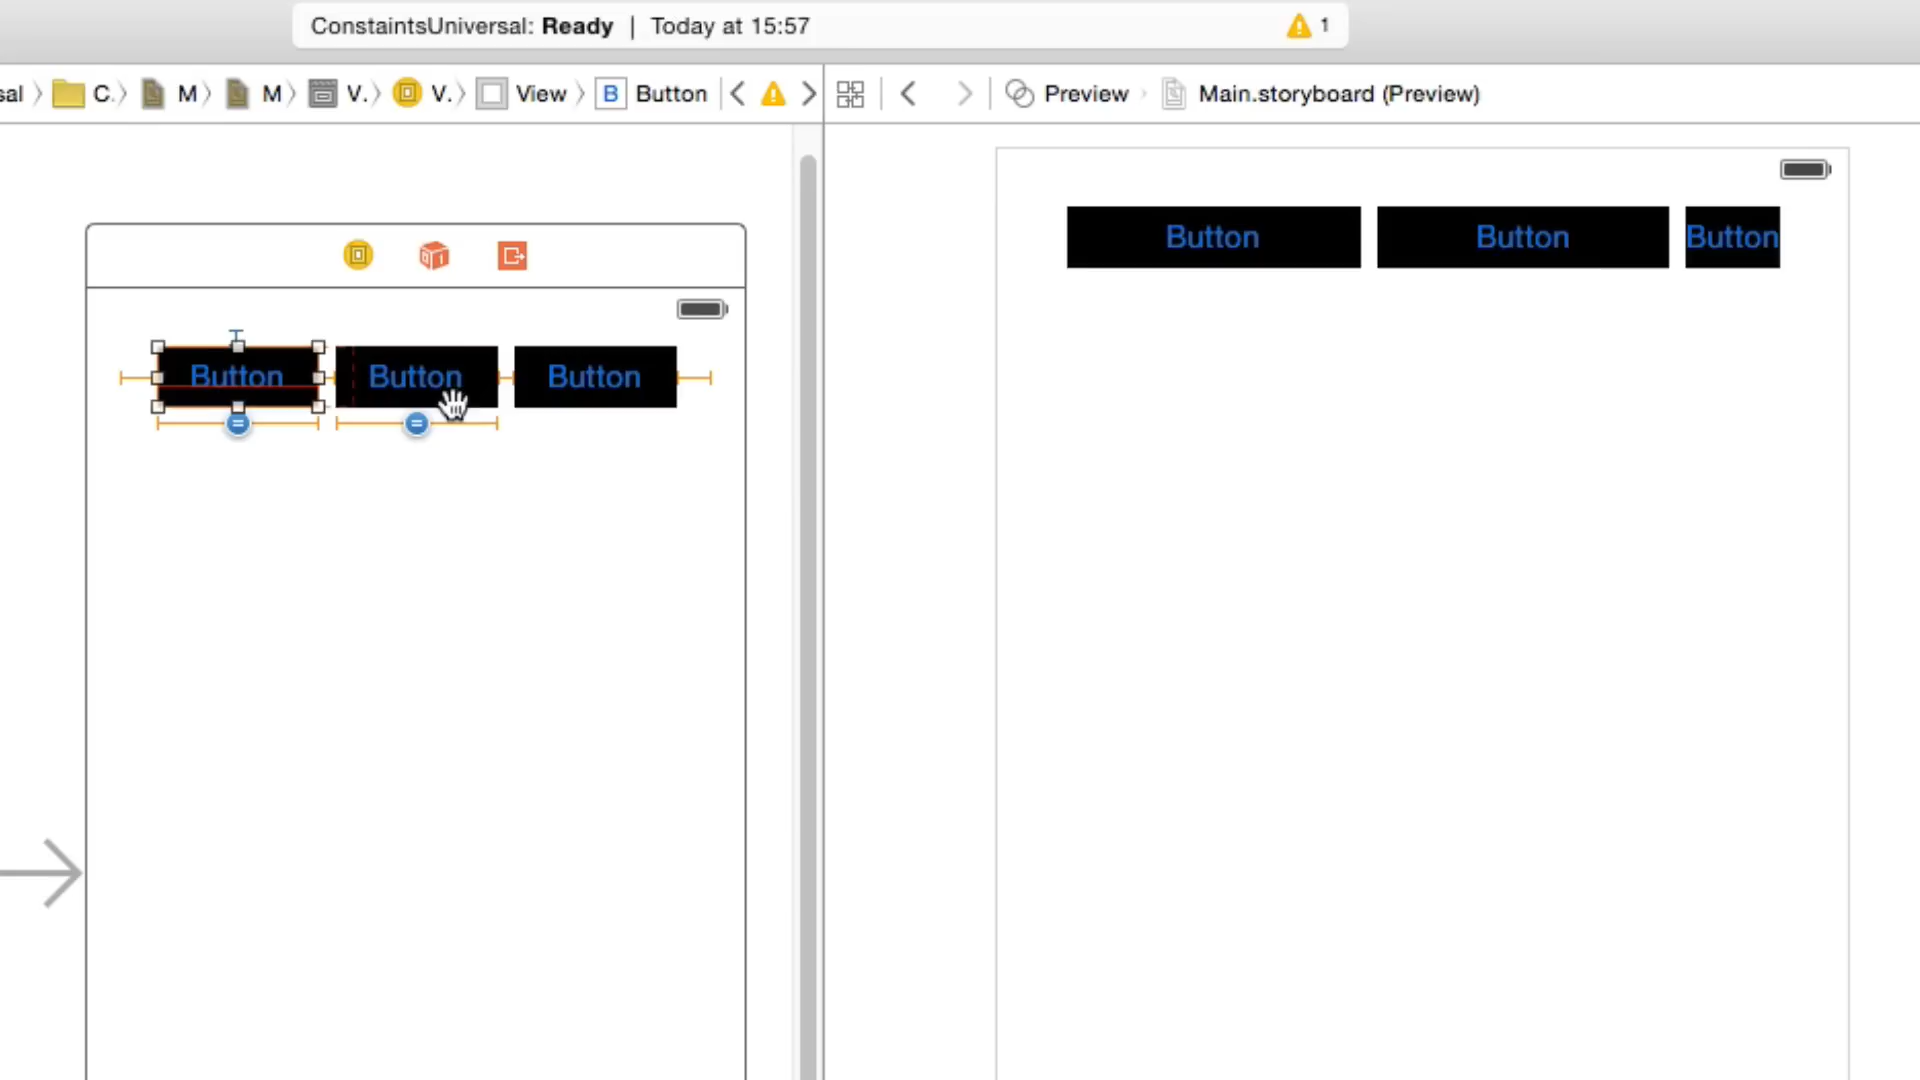 ConstaintsUniversal: Ready | Today at 15:57
1
sal 〉 C. 〉 M 〉 M 〉 V. 〉 V. 〉 View 〉 B Button
Preview 〉 Main.storyboard (Preview)
Button Button Button
Button Button Button